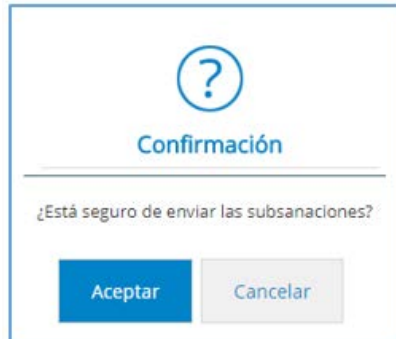 ?
Confirmación
¿Está seguro de enviar las subsanaciones?
Aceptar Cancelar